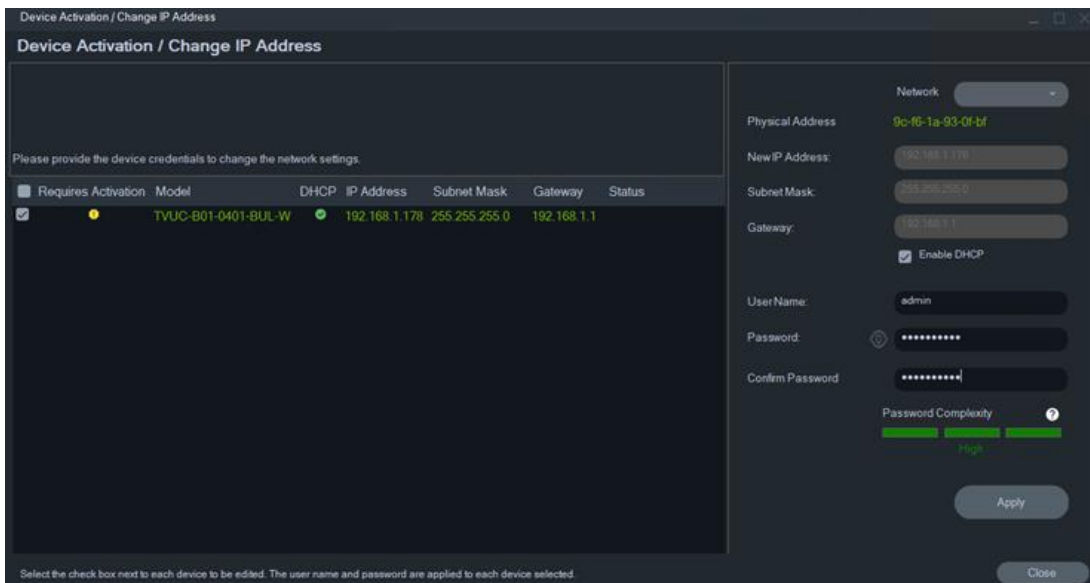 Device Activation / Change IP Address
Device Activation / Change IP Address
Network
Physical Address 9c-f6-1a-93-0f-bf
Please provide the device credentials to change the network settings.
New IP Address: 192.168.1.178
Requires Activation Model DHCP IP Address Subnet Mask Gateway Status
Subnet Mask: 255.255.255.0
TVUC-B01-0401-BUL-W 192.168.1.178 255.255.255.0 192.168.1.1
Gateway: 192.168.1.1
Enable DHCP
User Name: admin
Password: ••••••••••
Confirm Password ••••••••••
Password Complexity ?
High
Apply
Select the check box next to each device to be edited. The user name and password are applied to each device selected.
Close